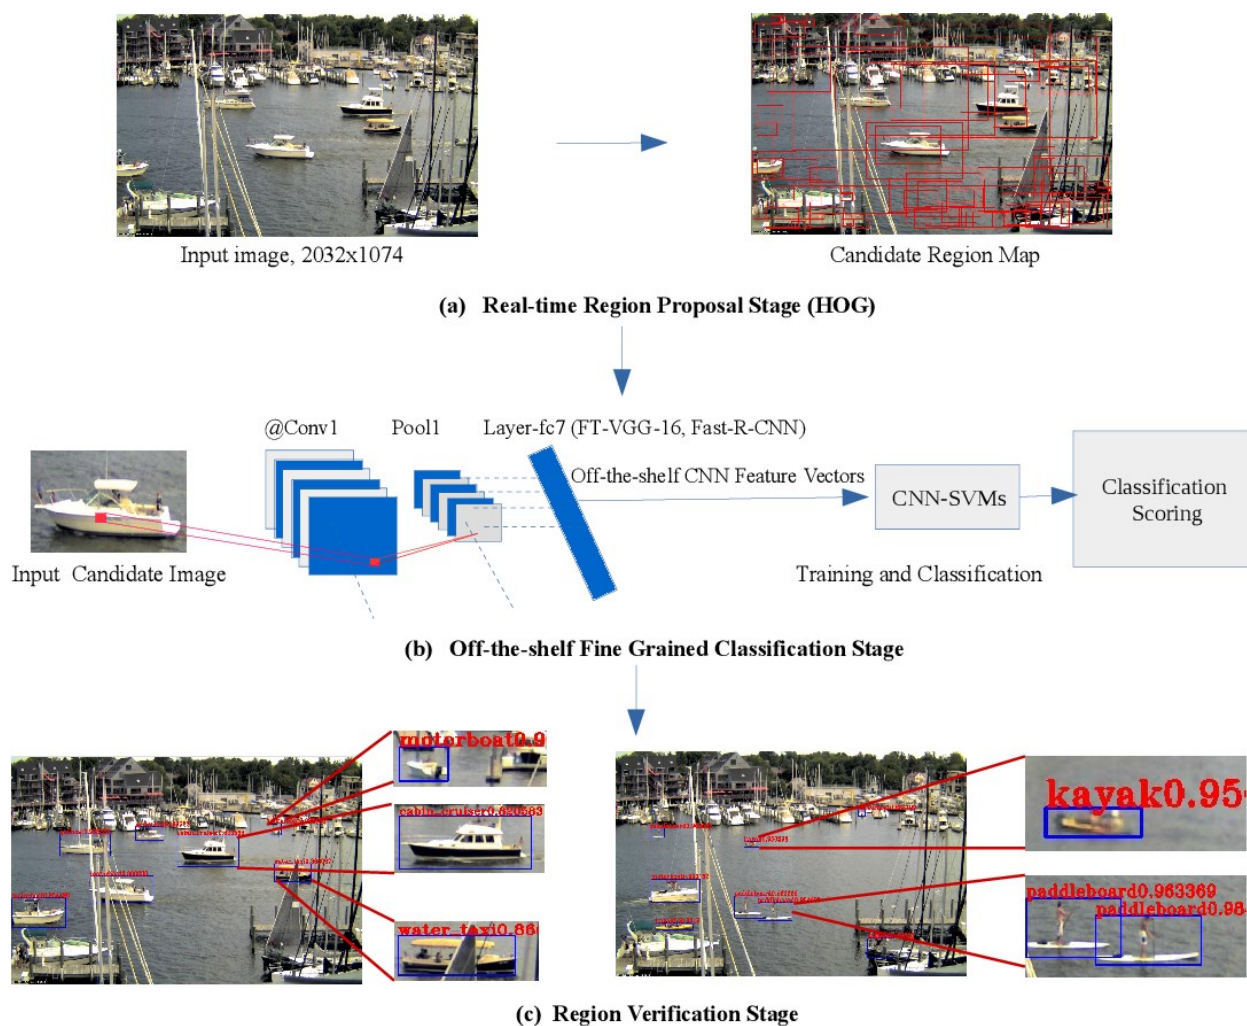 Input image, 2032x1074
Candidate Region Map
(a) Real-time Region Proposal Stage (HOG)
@Conv1
Pool1
Layer-fc7 (FT-VGG-16, Fast-R-CNN)
Off-the-shelf CNN Feature Vectors
CNN-SVMs
Classification
Scoring
Input Candidate Image
Training and Classification
(b) Off-the-shelf Fine Grained Classification Stage
motorboat0.9
cabin_cruiser0.620563
water_taxi0.86
kayak0.95
paddleboard0.963369
paddleboard0.98
(c) Region Verification Stage